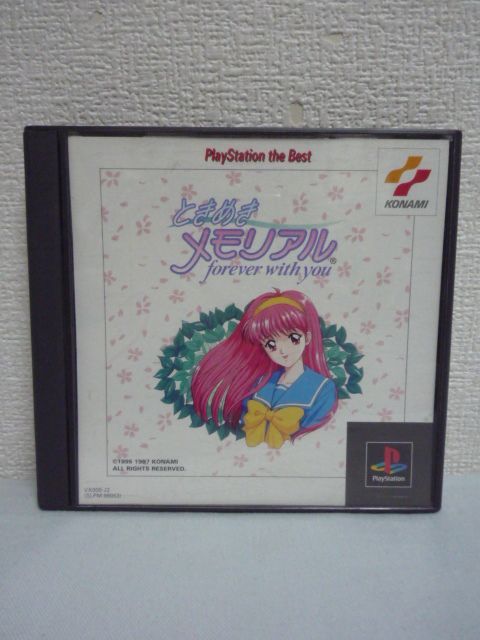 PlayStation the Best
KONAMI
ときめき
メモリアル®
forever with you
©1995 1997 KONAMI
ALL RIGHTS RESERVED.
PlayStation